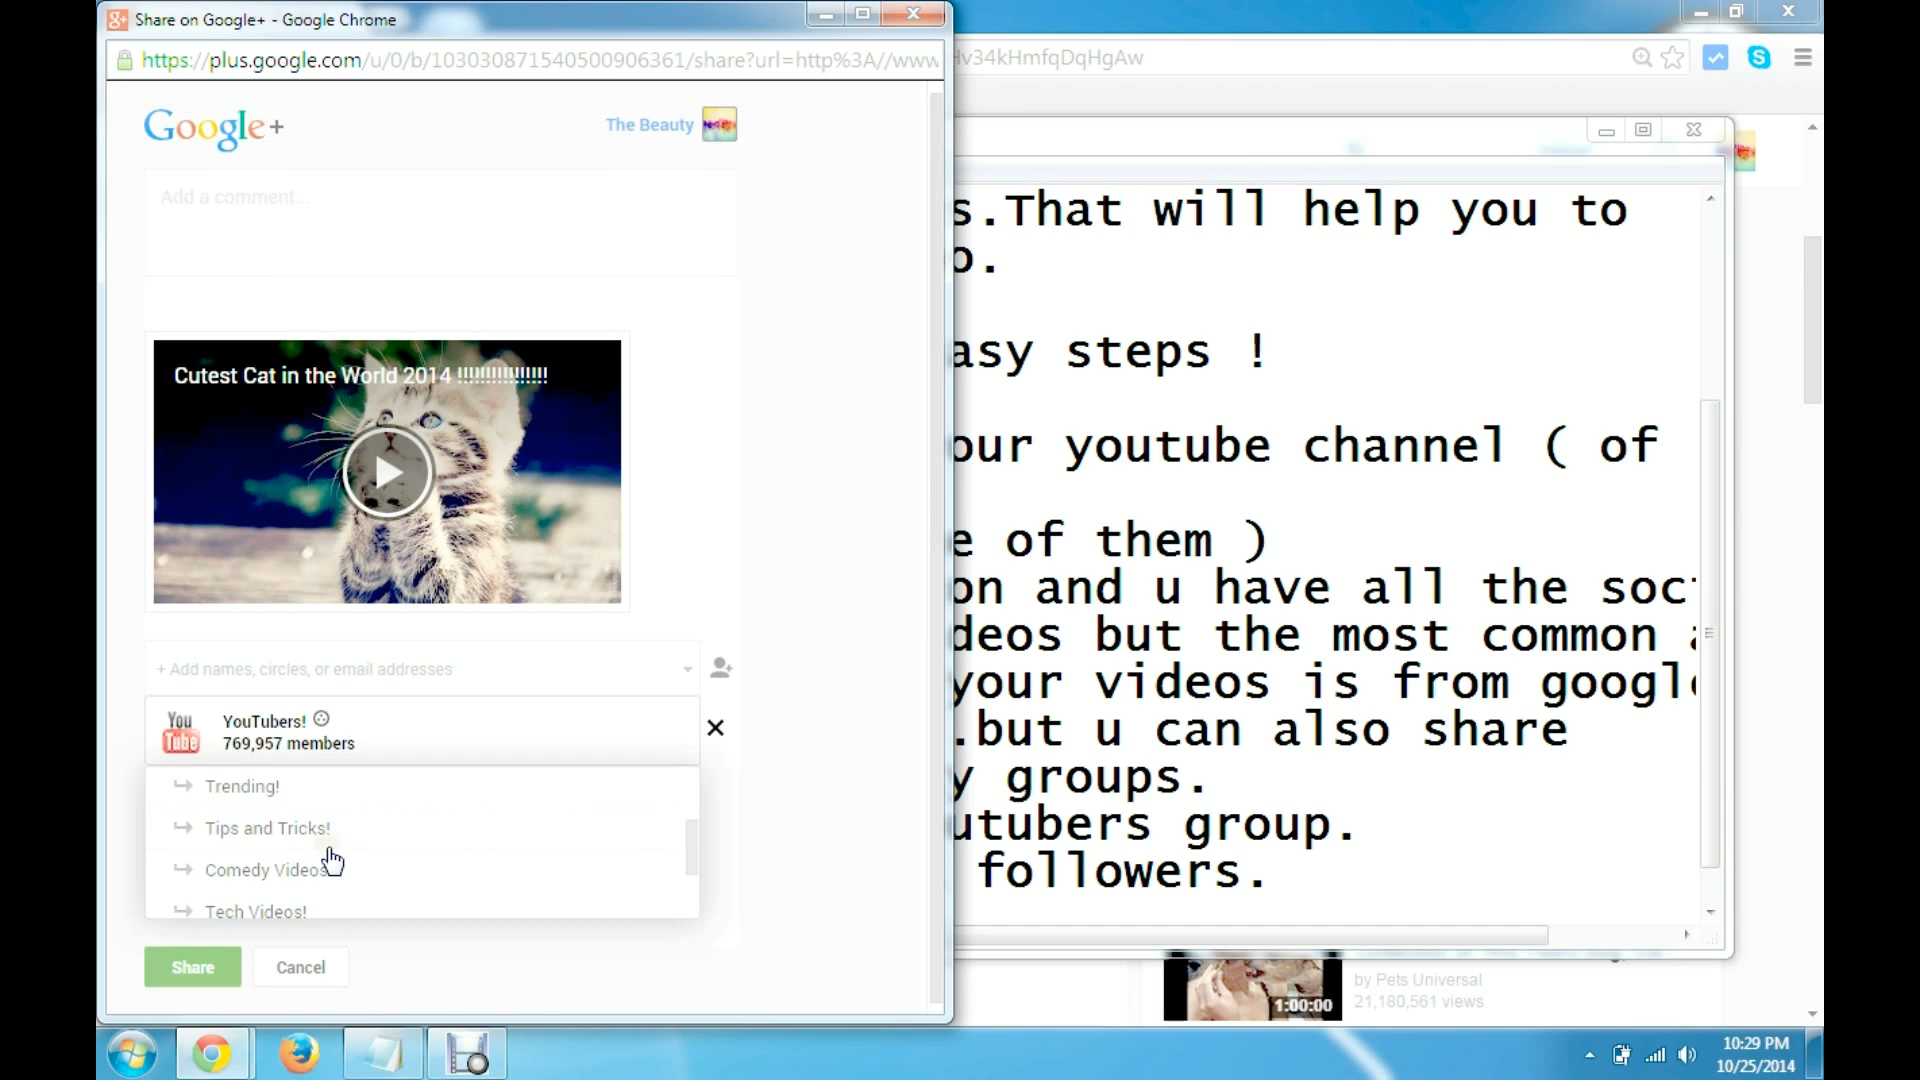 Share on Google+ - Google Chrome
https://plus.google.com/u/0/b/103030871540500906361/share?url=http%3A//www
Hv34kHmfqDqHgAw
Google+
The Beauty
Add a comment...
Cutest Cat in the World 2014 !!!!!!!!!!!!!!!!
+ Add names, circles, or email addresses
You
Tube
YouTubers!
769,957 members
Trending!
Tips and Tricks!
Comedy Videos
Tech Videos!
Share
Cancel
s.That will help you to
o.
asy steps !
our youtube channel ( of
e of them )
on and u have all the soc
deos but the most common
your videos is from googl
.but u can also share
y groups.
utubers group.
followers.
1:00:00
by Pets Universal
21,180,561 views
10:29 PM
10/25/2014